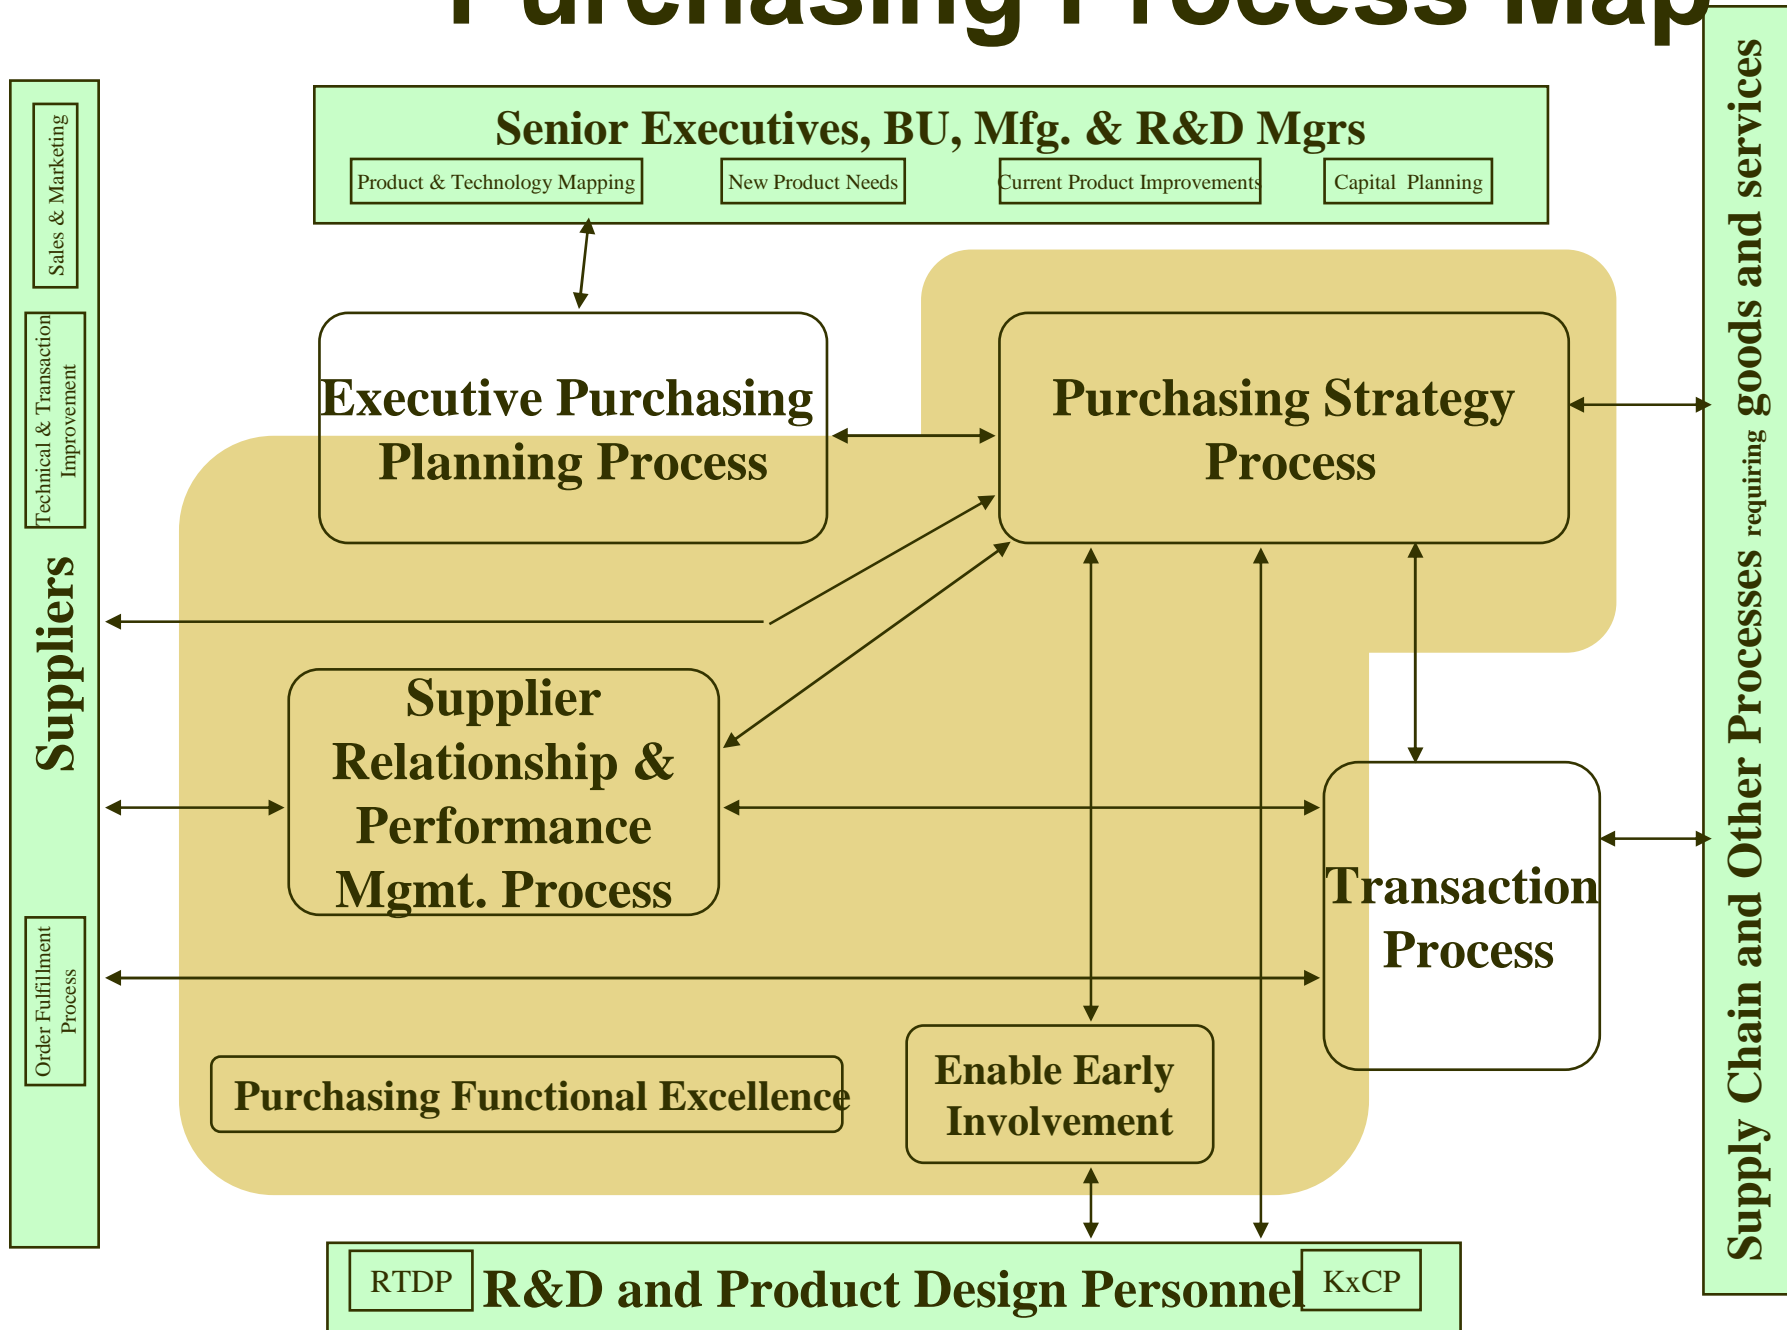 Purchasing Process Map
Senior Executives, BU, Mfg. & R&D Mgrs
Product & Technology Mapping
New Product Needs
Current Product Improvements
Capital Planning
Sales & Marketing
Technical & Transaction
Improvement
Suppliers
Order Fulfillment
Process
Executive Purchasing
Planning Process
Purchasing Strategy
Process
Supplier
Relationship &
Performance
Mgmt. Process
Transaction
Process
Purchasing Functional Excellence
Enable Early
Involvement
RTDP
R&D and Product Design Personnel
KxCP
Supply Chain and Other Processes requiring goods and services